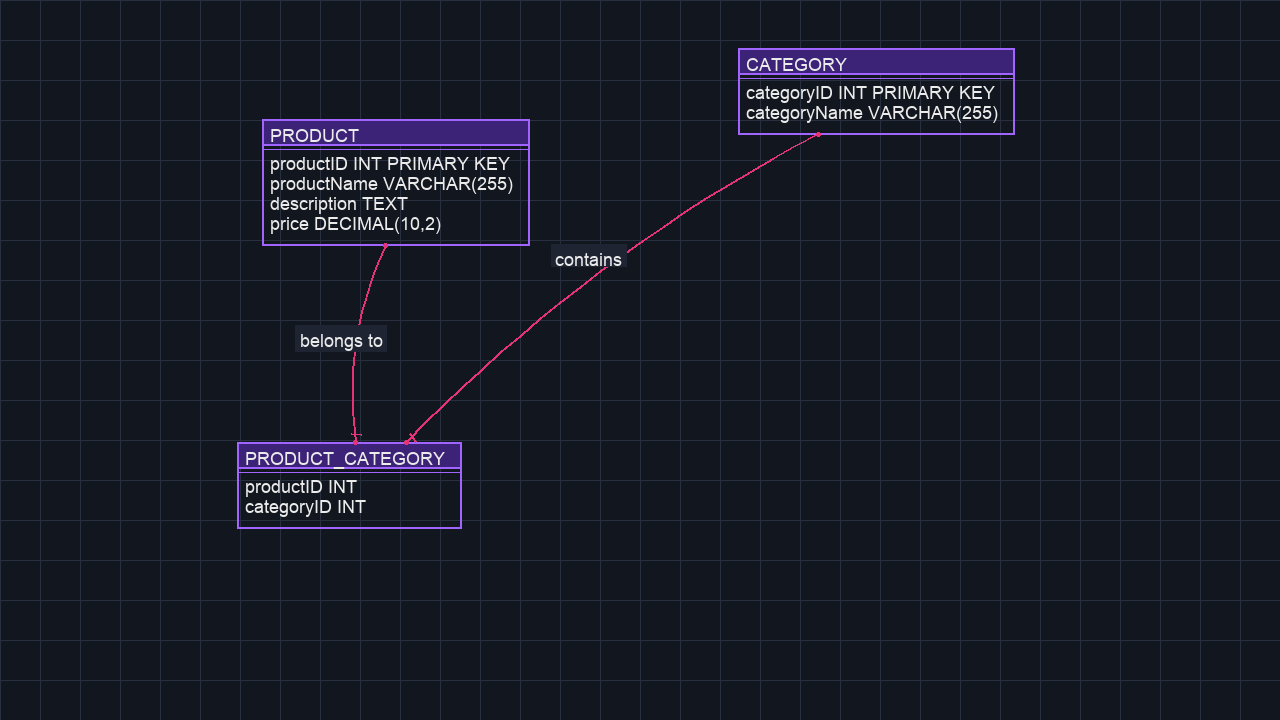 CATEGORY
categoryID INT PRIMARY KEY
categoryName VARCHAR(255)
PRODUCT
productID INT PRIMARY KEY
productName VARCHAR(255)
description TEXT
price DECIMAL(10,2)
contains
belongs to
PRODUCT_CATEGORY
productID INT
categoryID INT